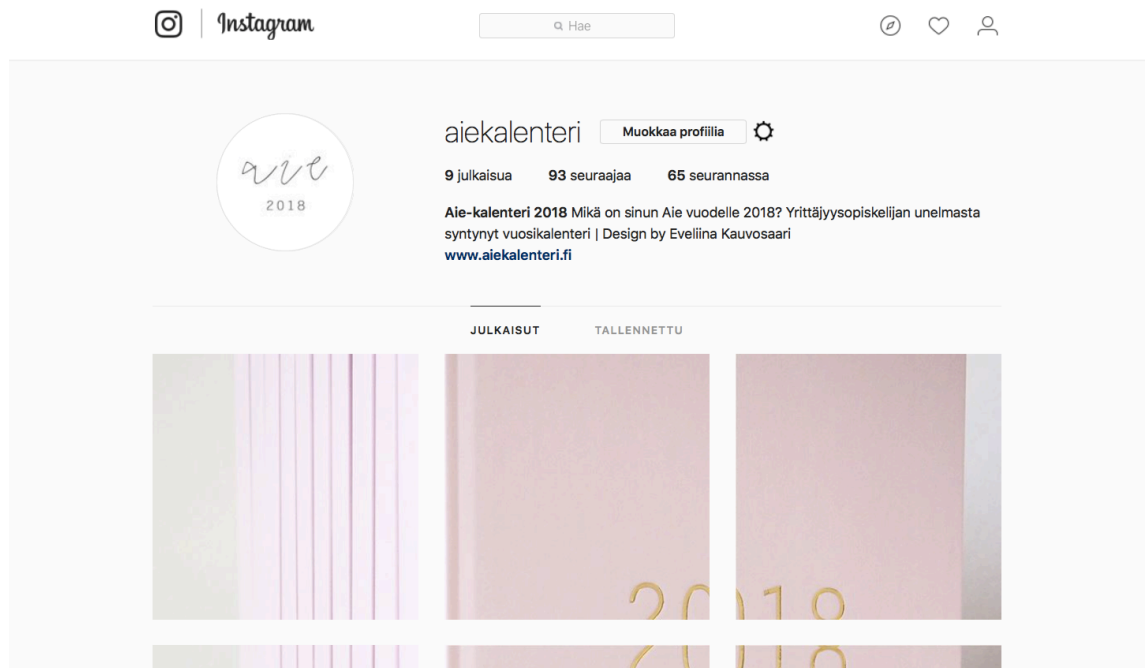 Instagram
Hae
aiekalenteri Muokkaa profiilia
aie
2018
9 julkaisua 93 seuraajaa 65 seurannassa
Aie-kalenteri 2018 Mikä on sinun Aie vuodelle 2018? Yrittäjyysopiskelijan unelmasta
syntynyt vuosikalenteri | Design by Eveliina Kauvosaari
www.aiekalenteri.fi
JULKAISUT TALLENNETTU
2018